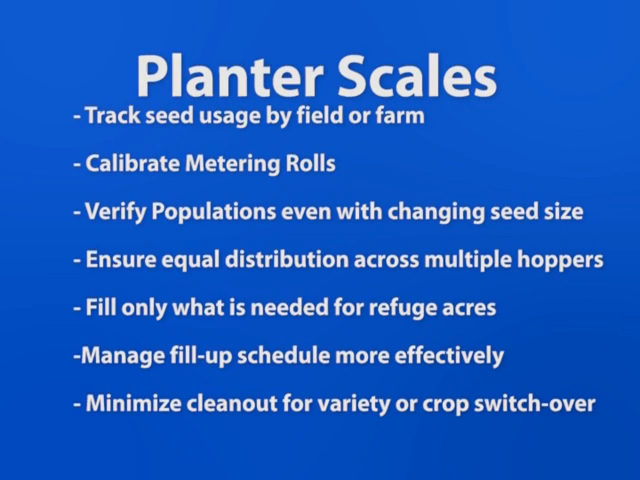 Planter Scales
- Track seed usage by field or farm
- Calibrate Metering Rolls
- Verify Populations even with changing seed size
- Ensure equal distribution across multiple hoppers
- Fill only what is needed for refuge acres
-Manage fill-up schedule more effectively
- Minimize cleanout for variety or crop switch-over